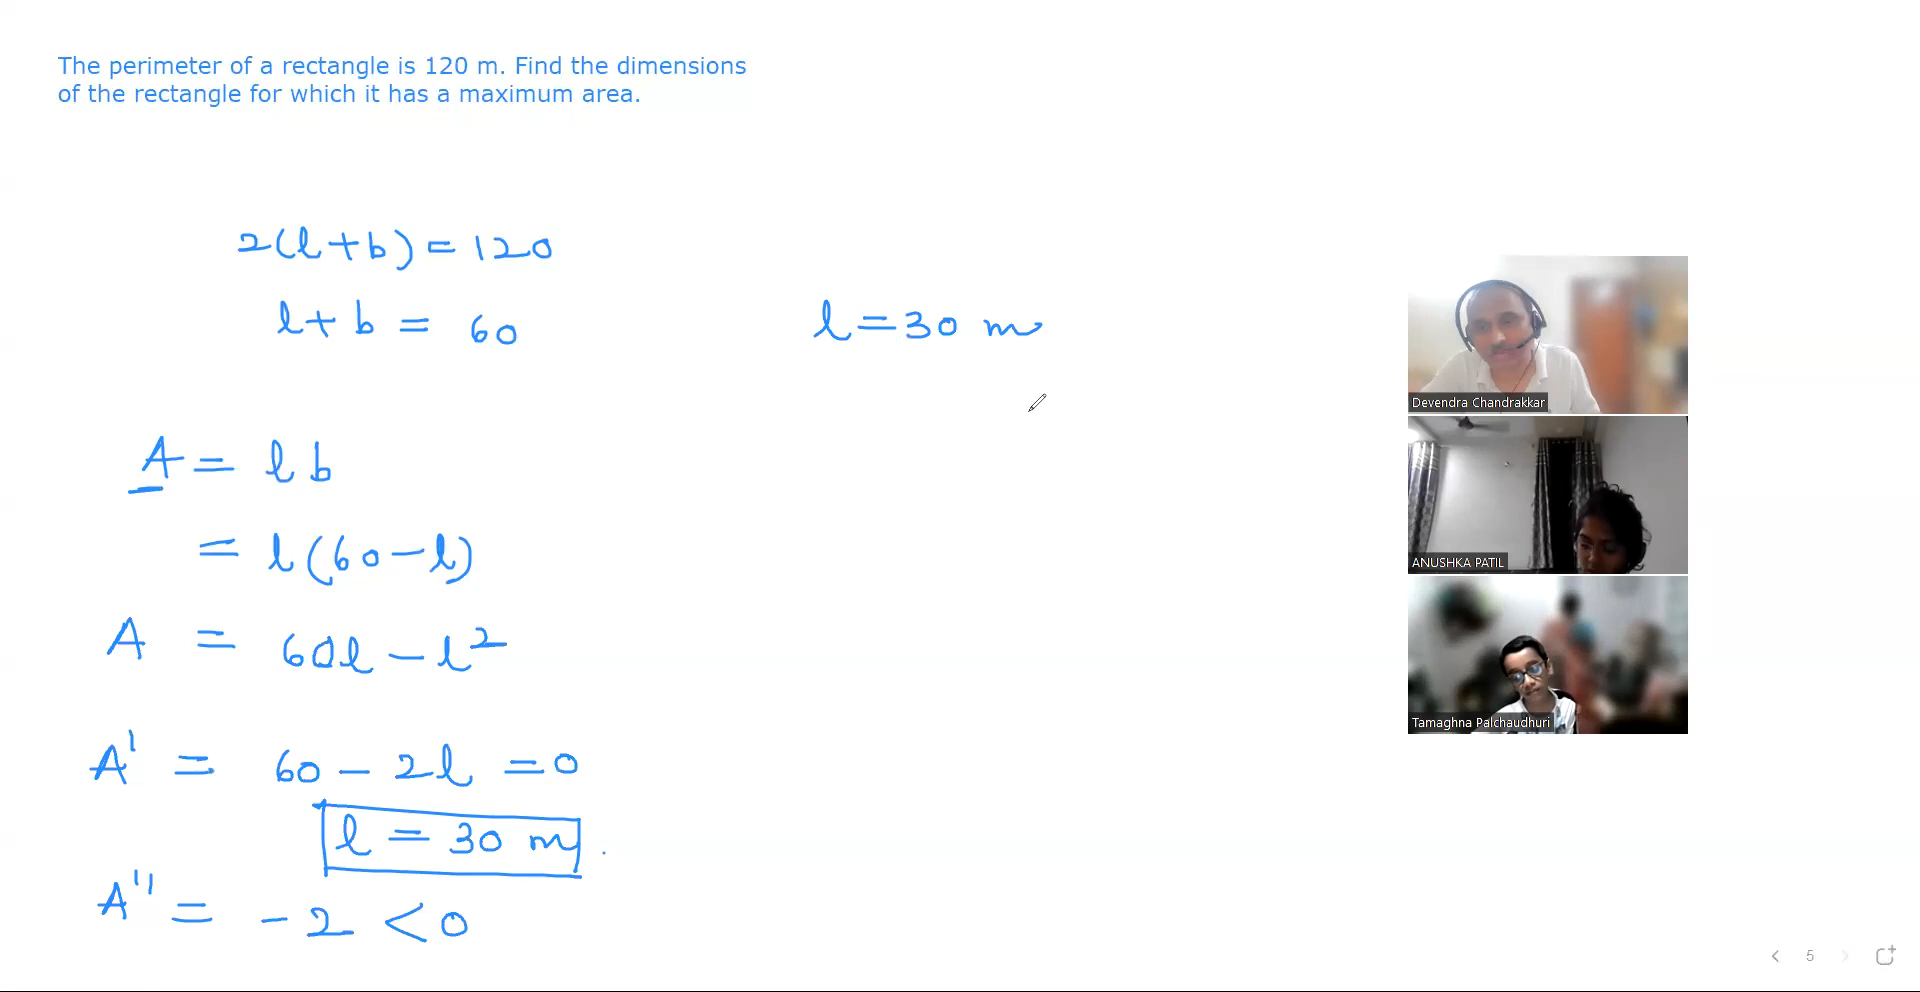 The perimeter of a rectangle is 120 m. Find the dimensions
of the rectangle for which it has a maximum area.
2(l+b) = 120
l + b = 60
A = l b
= l(60-l)
A = 60l - l²
A' = 60 - 2l = 0
l = 30 m
A'' = -2 < 0
l = 30 m
Devendra Chandrakkar
ANUSHKA PATIL
Tamaghna Palchaudhuri
5